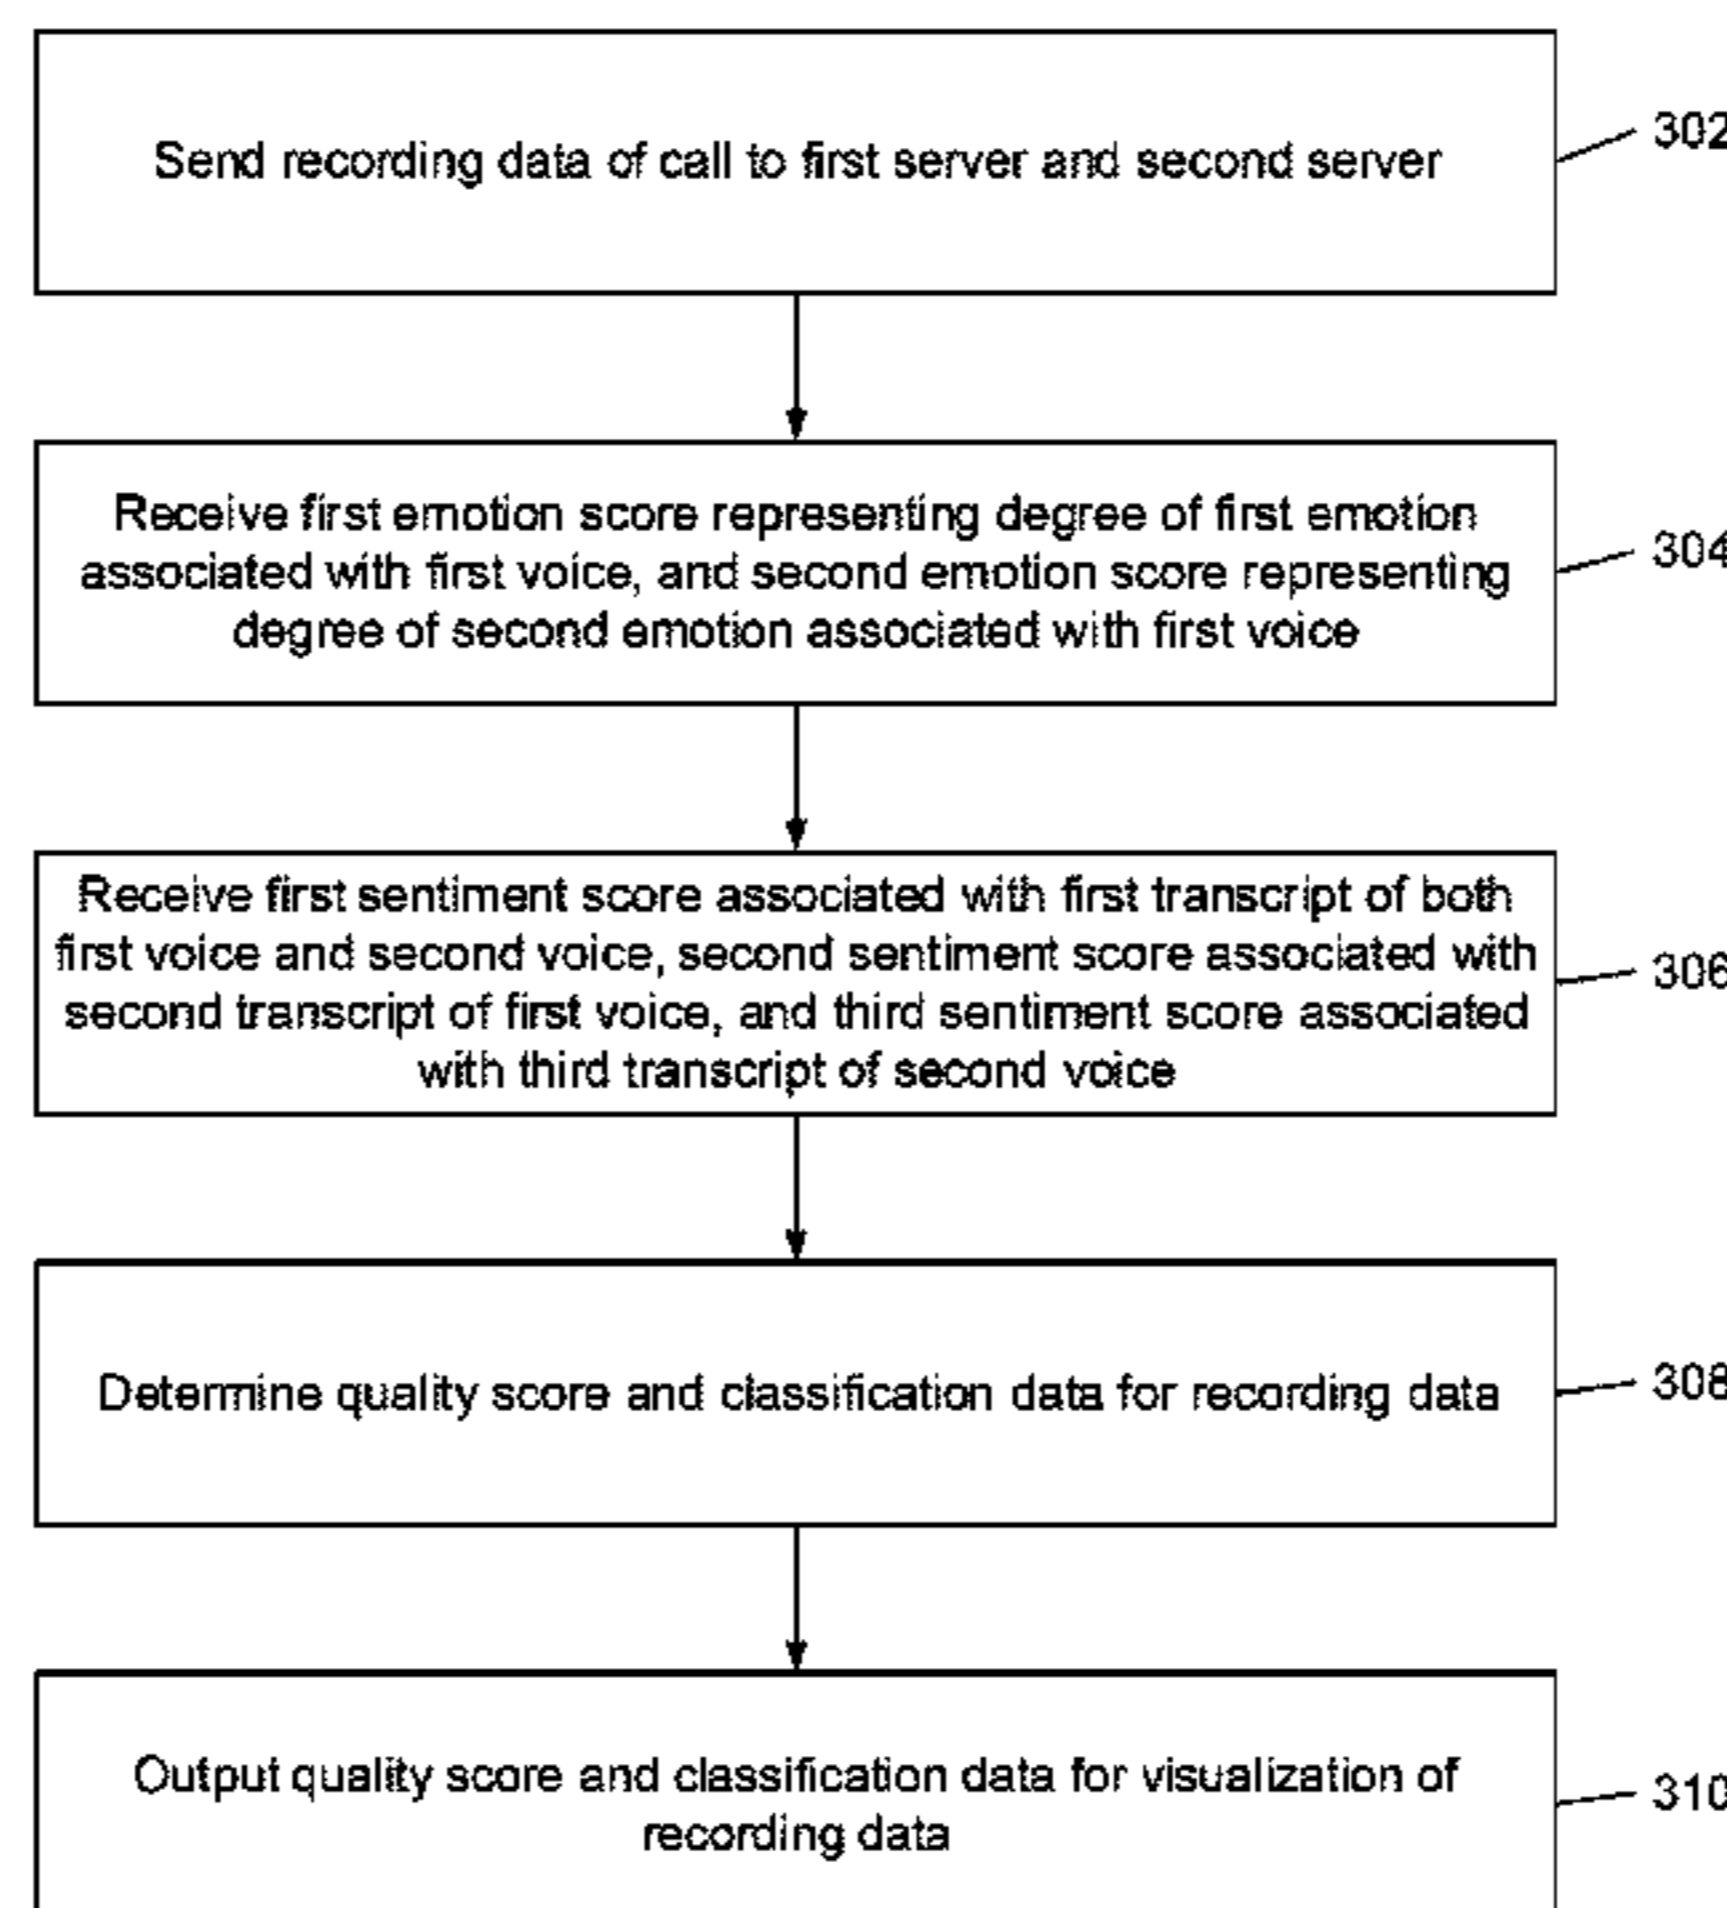 Send recording data of call to first server and second server
302
Receive first emotion score representing degree of first emotion
associated with first voice, and second emotion score representing
degree of second emotion associated with first voice
304
Receive first sentiment score associated with first transcript of both
first voice and second voice, second sentiment score associated with
second transcript of first voice, and third sentiment score associated
with third transcript of second voice
306
Determine quality score and classification data for recording data
308
Output quality score and classification data for visualization of
recording data
310